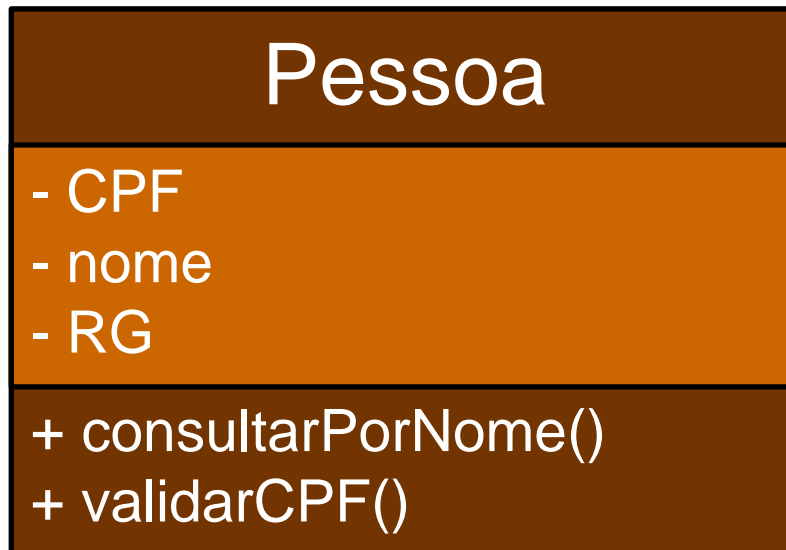 Pessoa
- CPF
- nome
- RG
+ consultarPorNome()
+ validarCPF()